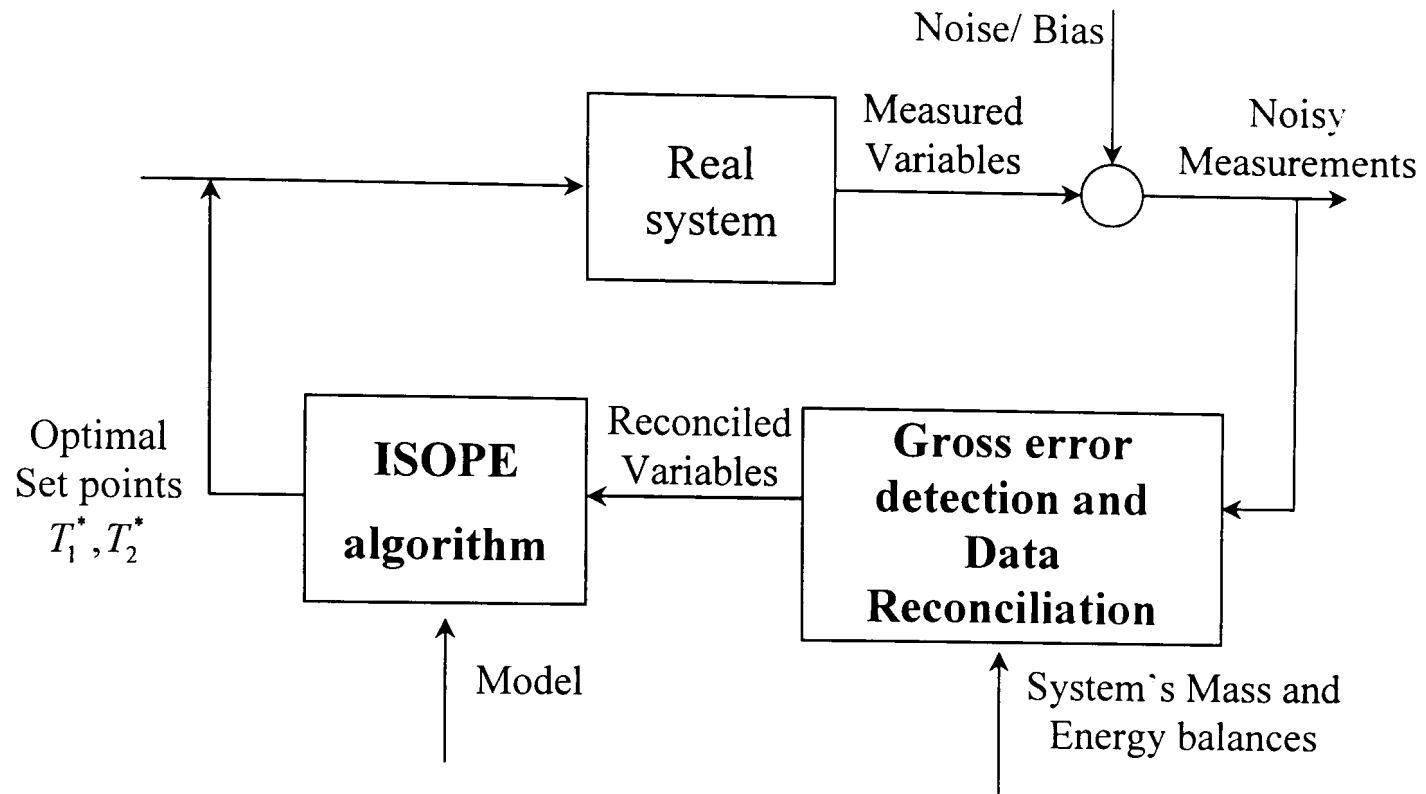 Noise/ Bias
Measured
Variables
Noisy
Measurements
Real
system
Optimal
Set points
T₁*, T₂*
ISOPE
algorithm
Reconciled
Variables
Gross error
detection and
Data
Reconciliation
Model
System`s Mass and
Energy balances